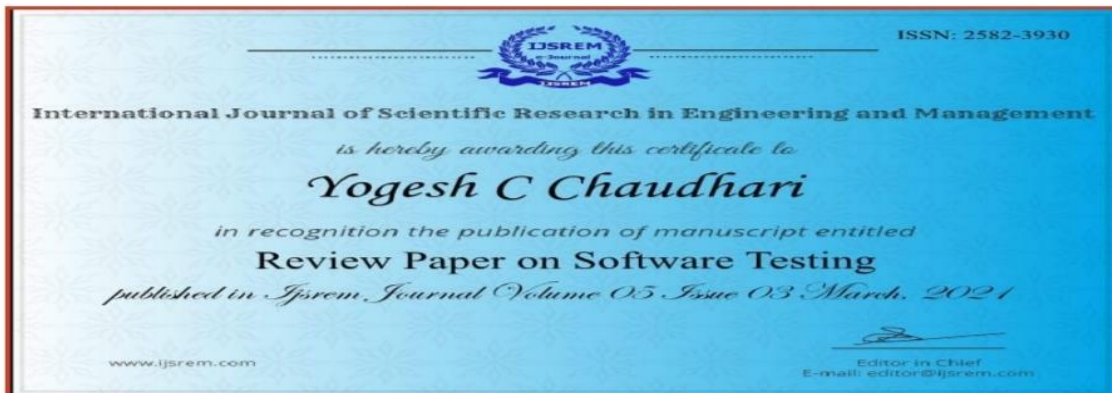 ISSN: 2582-3930
IJSREM
e-Journal
IJSREM
International Journal of Scientific Research in Engineering and Management
is hereby awarding this certificate to
Yogesh C Chaudhari
in recognition the publication of manuscript entitled
Review Paper on Software Testing
published in Ijsrem Journal Volume 05 Issue 03 March, 2021
www.ijsrem.com
Editor in Chief
E-mail: editor@ijsrem.com